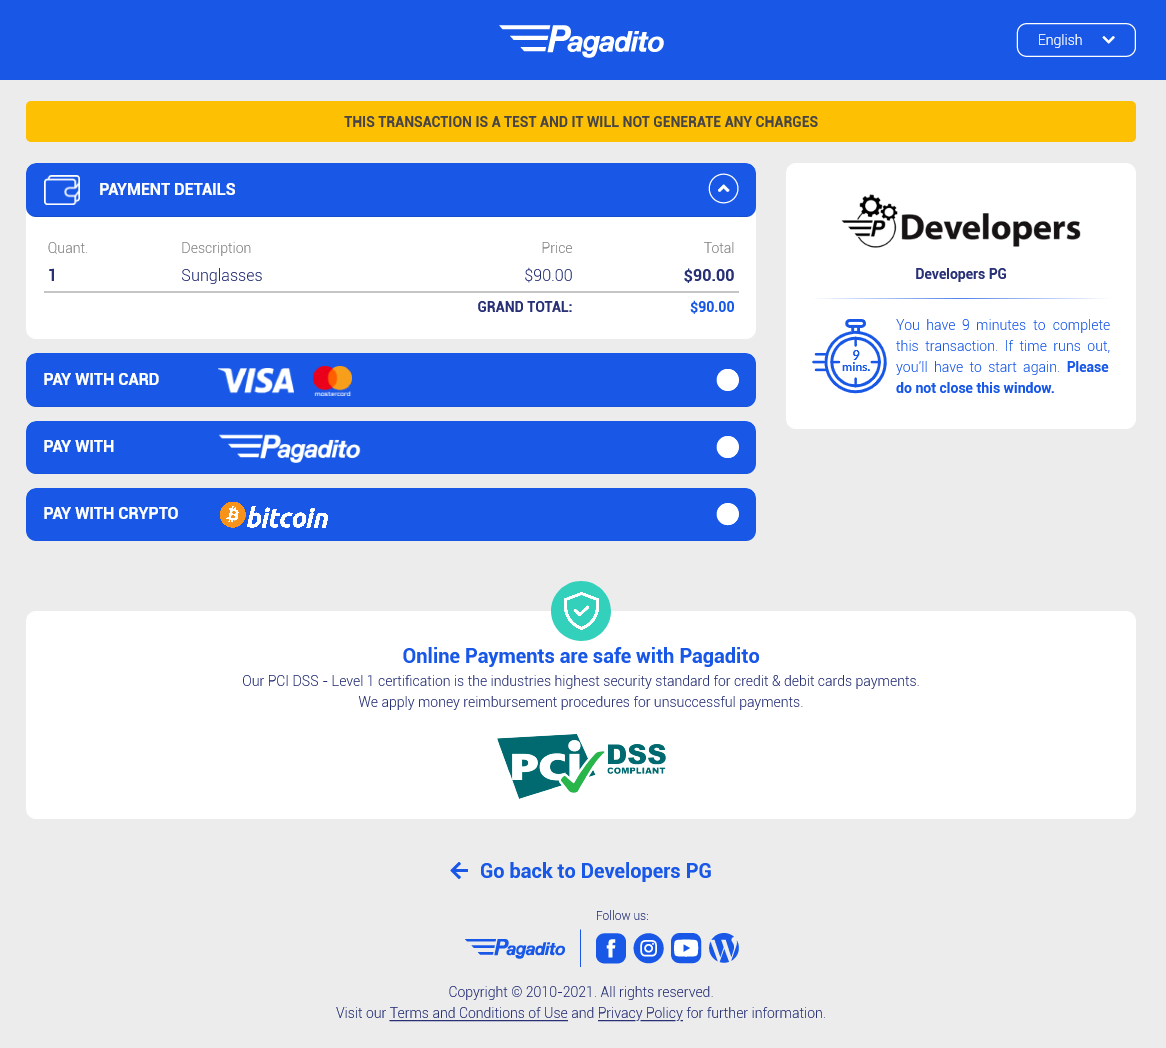 Pagadito
English
THIS TRANSACTION IS A TEST AND IT WILL NOT GENERATE ANY CHARGES
PAYMENT DETAILS
Quant. Description Price Total
1 Sunglasses $90.00 $90.00
GRAND TOTAL: $90.00
PAY WITH CARD VISA mastercard
PAY WITH Pagadito
PAY WITH CRYPTO bitcoin
P Developers
Developers PG
9
mins.
You have 9 minutes to complete
this transaction. If time runs out,
you'll have to start again. Please
do not close this window.
Online Payments are safe with Pagadito
Our PCI DSS - Level 1 certification is the industries highest security standard for credit & debit cards payments.
We apply money reimbursement procedures for unsuccessful payments.
PCi DSS
COMPLIANT
Go back to Developers PG
Follow us:
Pagadito
Copyright © 2010-2021. All rights reserved.
Visit our Terms and Conditions of Use and Privacy Policy for further information.